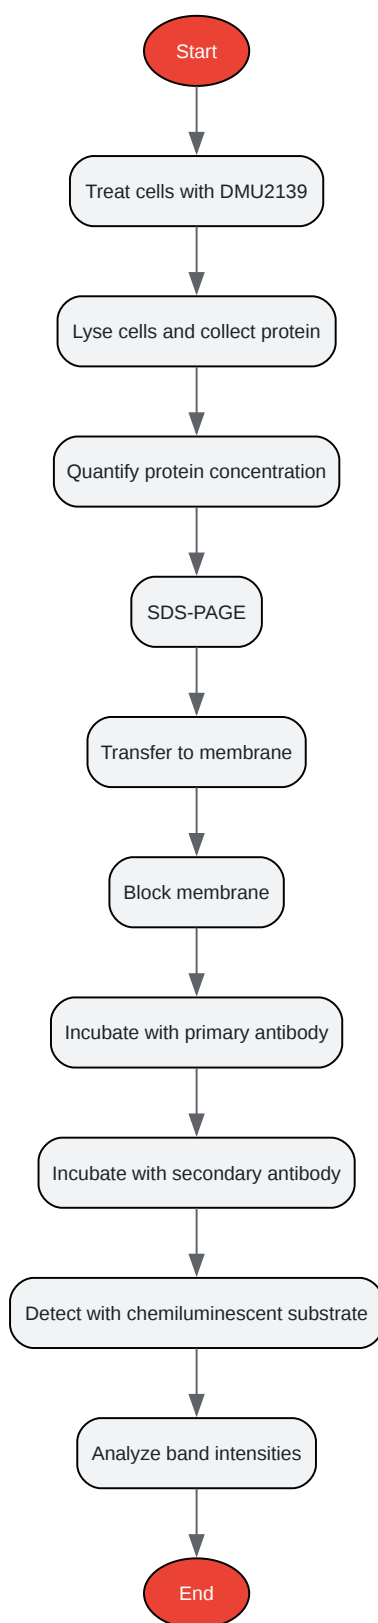 Start
Treat cells with DMU2139
Lyse cells and collect protein
Quantify protein concentration
SDS-PAGE
Transfer to membrane
Block membrane
Incubate with primary antibody
Incubate with secondary antibody
Detect with chemiluminescent substrate
Analyze band intensities
End